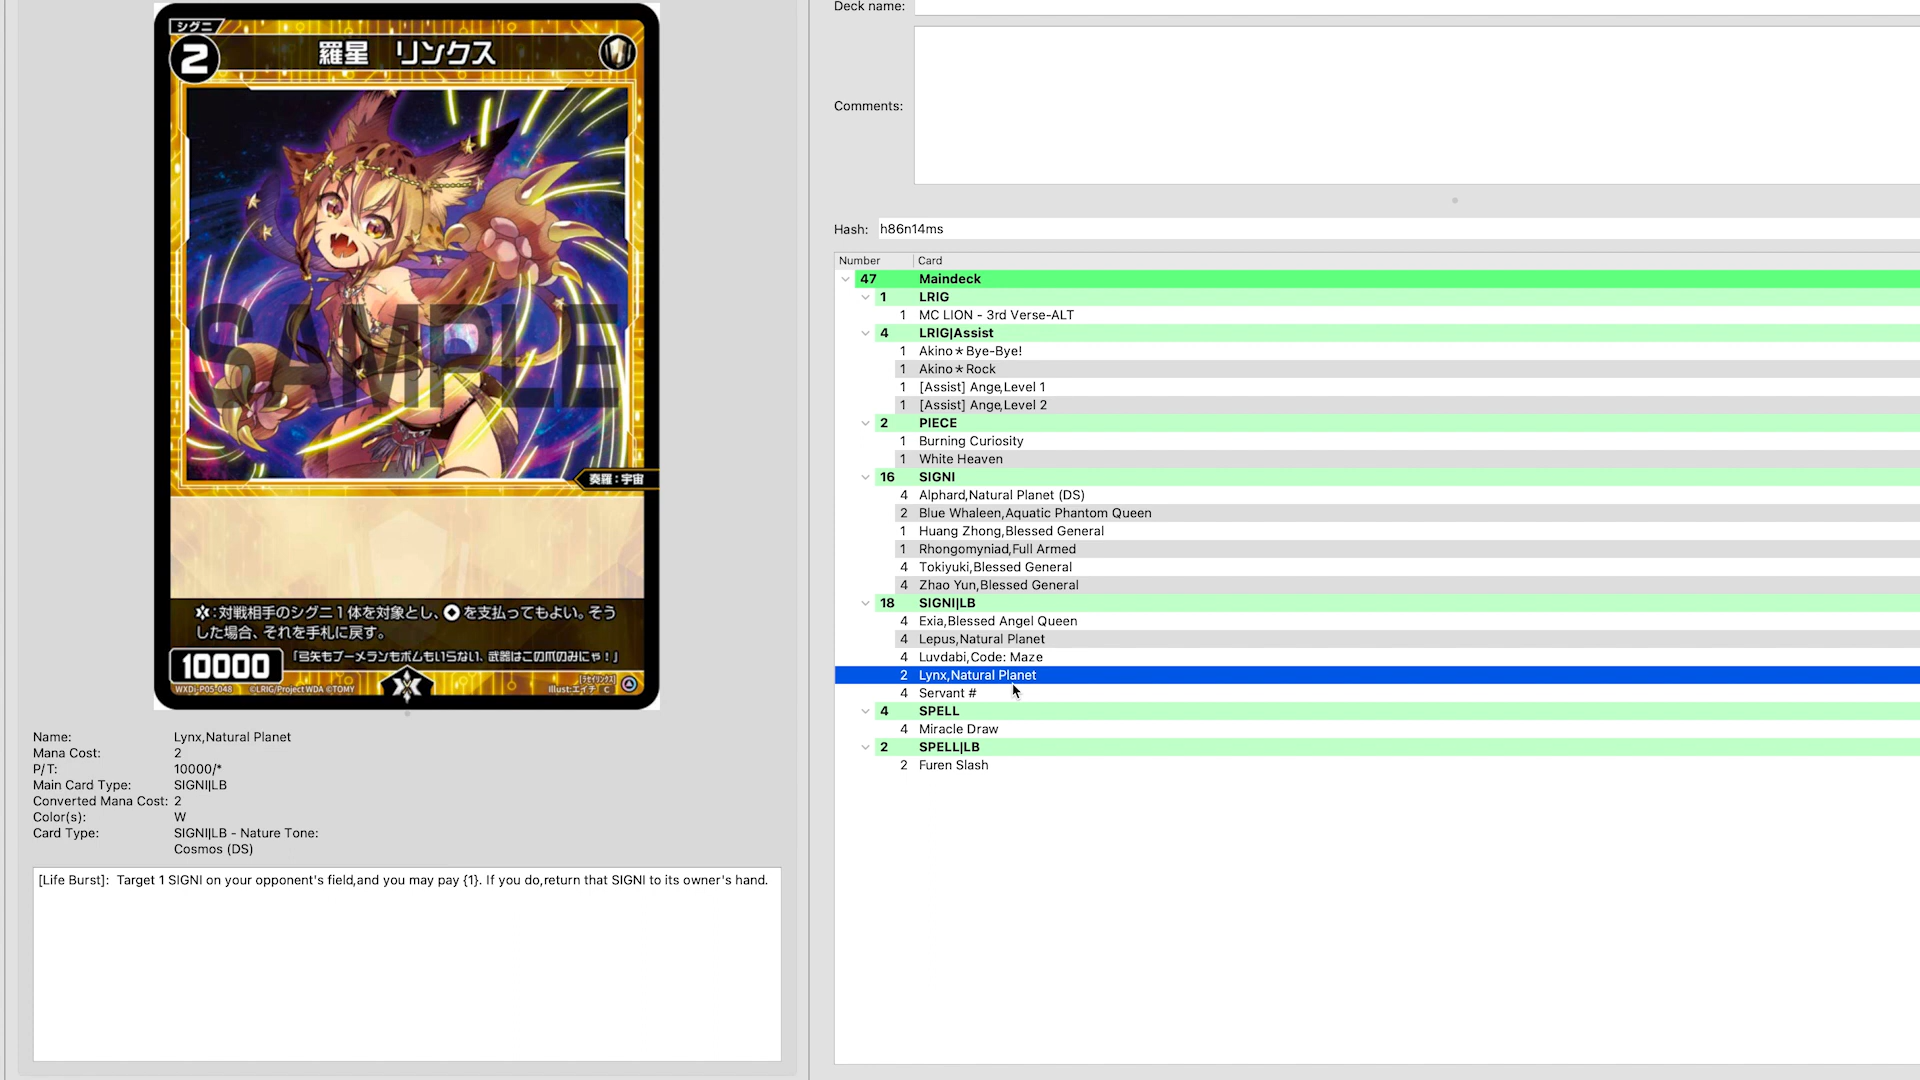 シグニ
2
羅星 リンクス
SAMPLE
奏羅：宇宙
：対戦相手のシグニ１体を対象とし、を支払ってもよい。そう
した場合、それを手札に戻す。
10000
「弓矢もブーメランもボムもいらない、武器はこの爪のみにゃ！」
[ラセイリンクス]
WXDi-P05-048 ©LRIG/Project WDA ©TOMY
Illust:エイチ C
Name: Lynx,Natural Planet
Mana Cost: 2
P/T: 10000/*
Main Card Type: SIGNI|LB
Converted Mana Cost: 2
Color(s): W
Card Type: SIGNI|LB - Nature Tone:
Cosmos (DS)
[Life Burst]: Target 1 SIGNI on your opponent's field,and you may pay {1}. If you do,return that SIGNI to its owner's hand.
Deck name:
Comments:
Hash: h86n14ms
Number Card
47 Maindeck
1 LRIG
1 MC LION - 3rd Verse-ALT
4 LRIG|Assist
1 Akino＊Bye-Bye!
1 Akino＊Rock
1 [Assist] Ange,Level 1
1 [Assist] Ange,Level 2
2 PIECE
1 Burning Curiosity
1 White Heaven
16 SIGNI
4 Alphard,Natural Planet (DS)
2 Blue Whaleen,Aquatic Phantom Queen
1 Huang Zhong,Blessed General
1 Rhongomyniad,Full Armed
4 Tokiyuki,Blessed General
4 Zhao Yun,Blessed General
18 SIGNI|LB
4 Exia,Blessed Angel Queen
4 Lepus,Natural Planet
4 Luvdabi,Code: Maze
2 Lynx,Natural Planet
4 Servant #
4 SPELL
4 Miracle Draw
2 SPELL|LB
2 Furen Slash